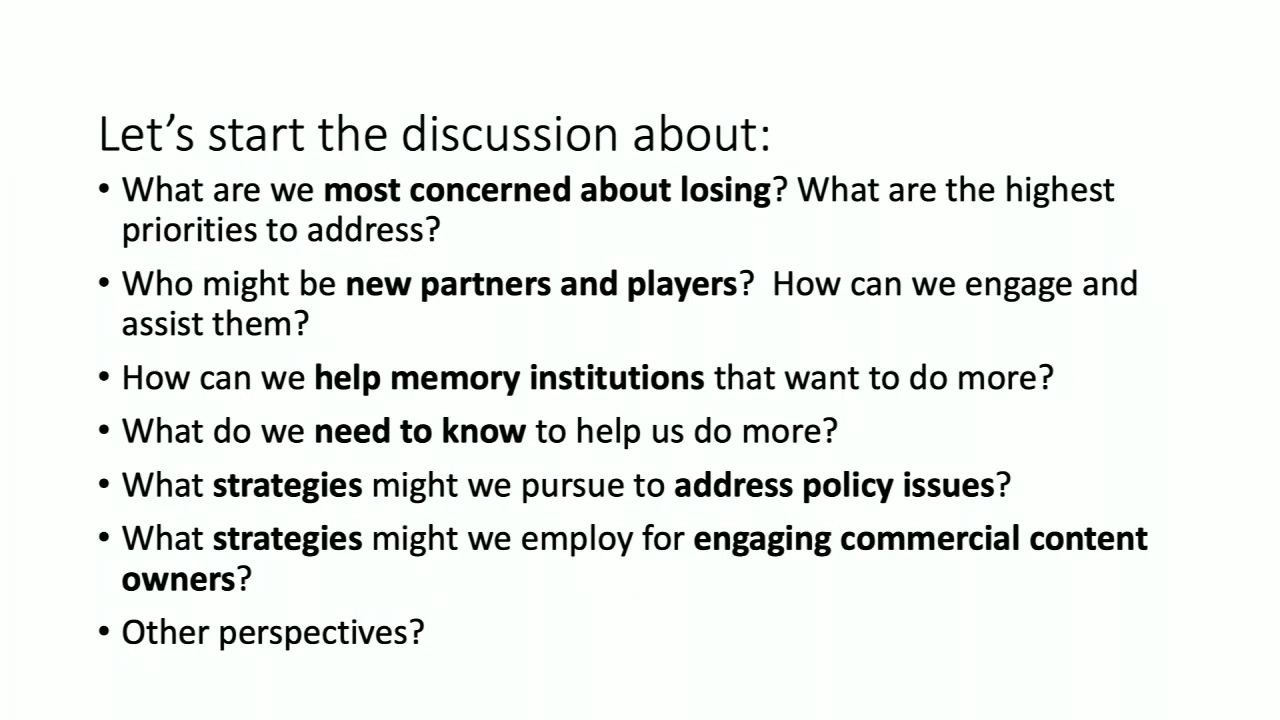 Let’s start the discussion about:
• What are we most concerned about losing? What are the highest
priorities to address?
• Who might be new partners and players?  How can we engage and
assist them?
• How can we help memory institutions that want to do more?
• What do we need to know to help us do more?
• What strategies might we pursue to address policy issues?
• What strategies might we employ for engaging commercial content
owners?
• Other perspectives?